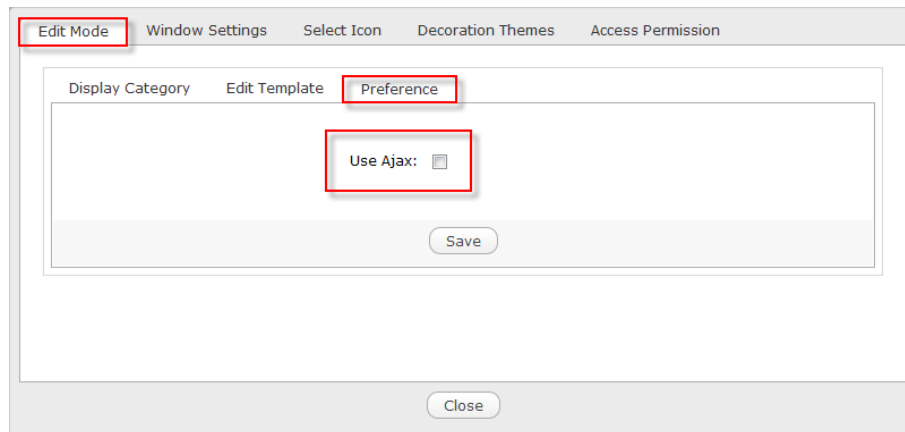 Edit Mode Window Settings Select Icon Decoration Themes Access Permission
Display Category Edit Template Preference
Use Ajax:
Save
Close